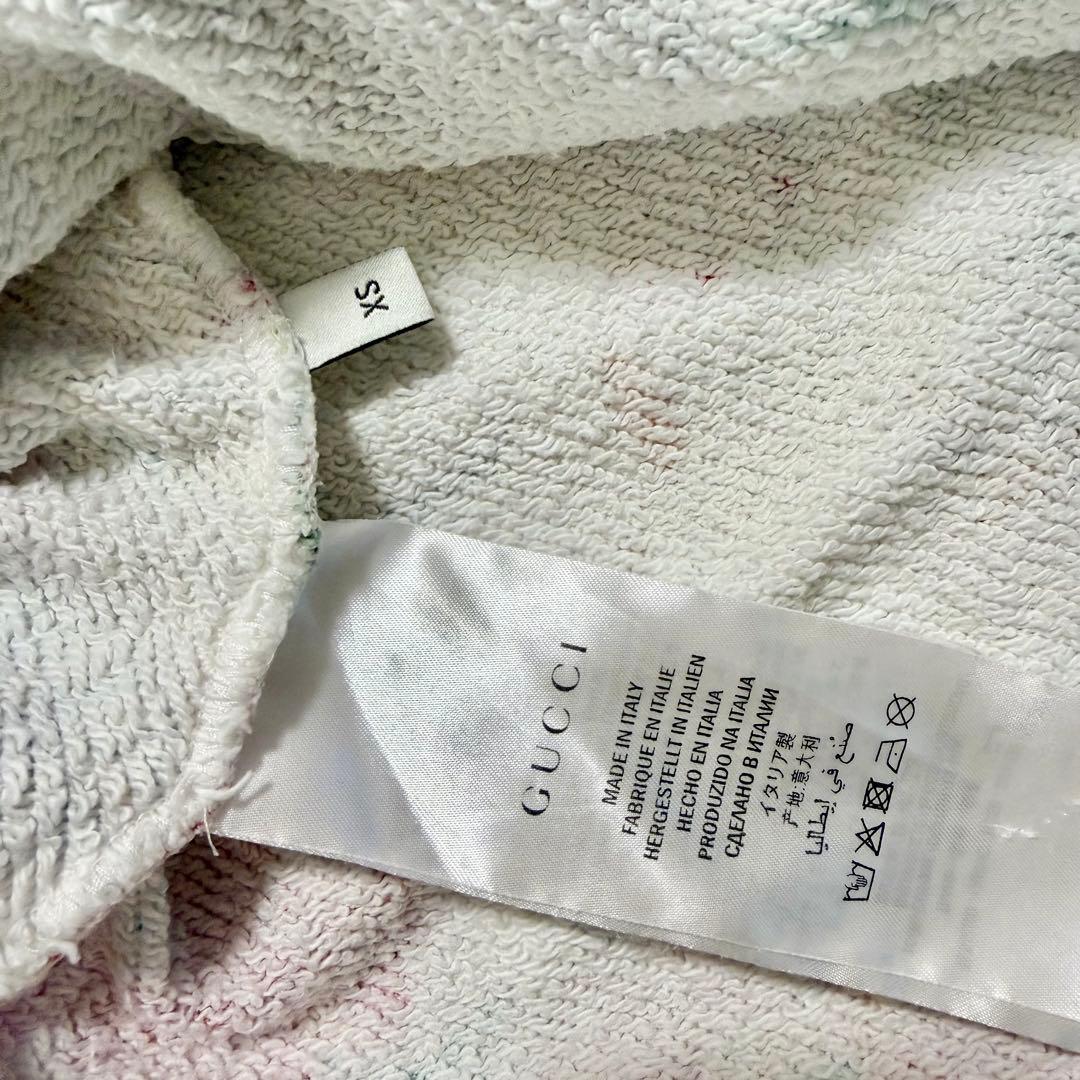 XS
GUCCI
MADE IN ITALY
FABRIQUE EN ITALIE
HERGESTELLT IN ITALIEN
HECHO EN ITALIA
PRODUZIDO NA ITALIA
СДЕЛАНО В ИТАЛИИ
イタリア製
产地:意大利
صنع في إيطاليا